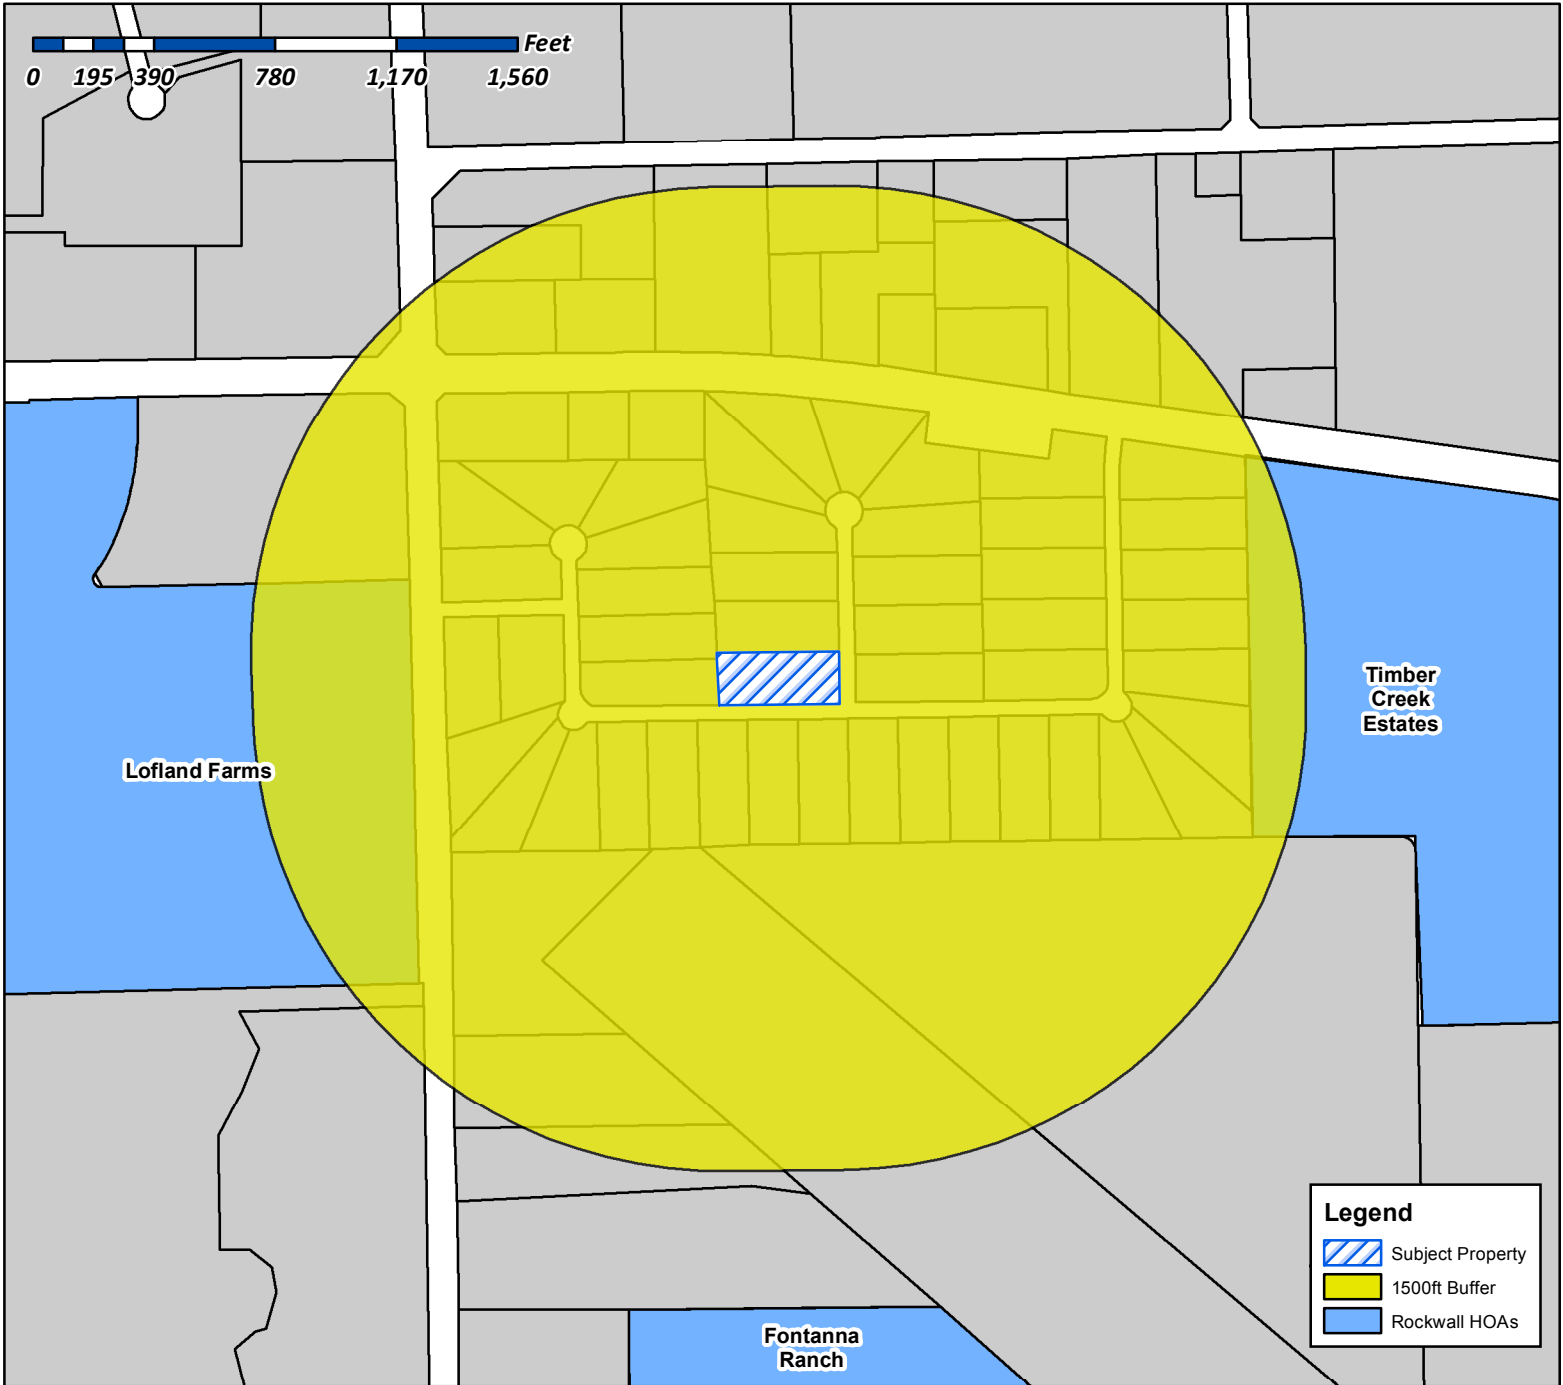 Feet
0 195 390 780 1,170 1,560
Timber
Creek
Estates
Lofland Farms
Legend
Subject Property
1500ft Buffer
Rockwall HOAs
Fontanna
Ranch